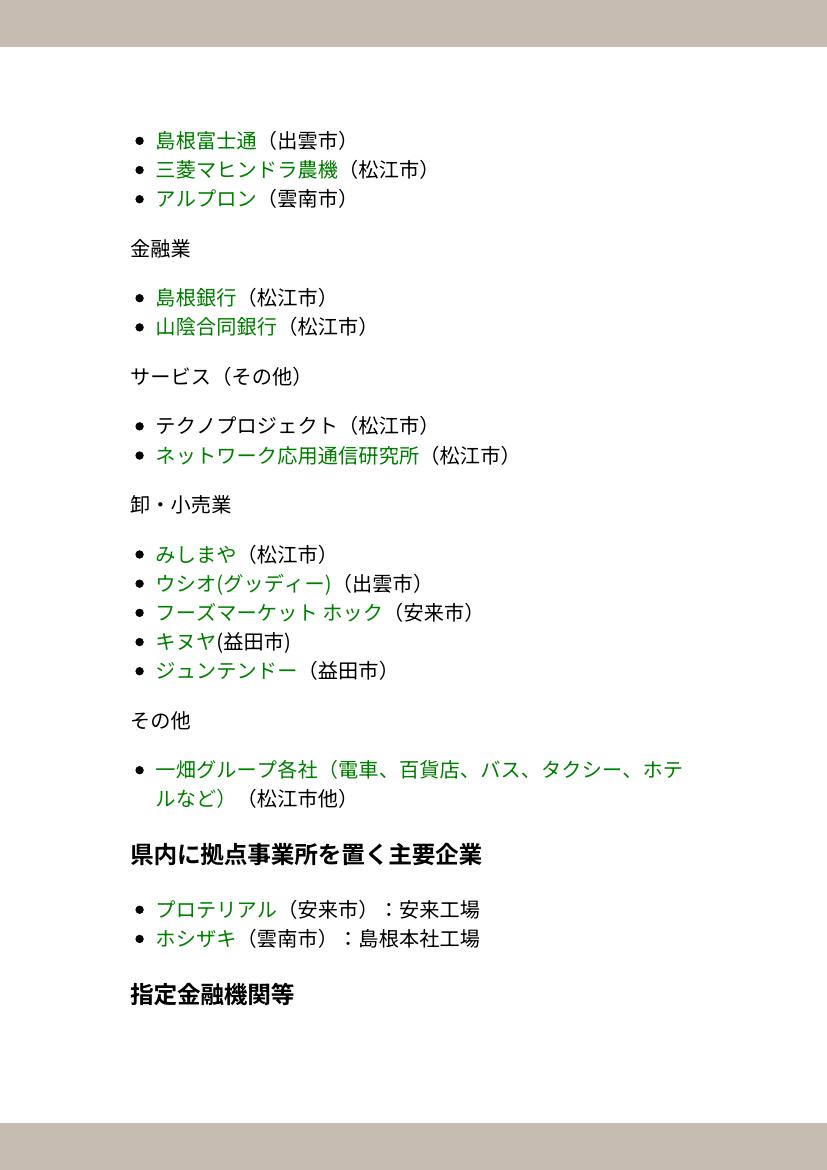 島根富士通（出雲市）
三菱マヒンドラ農機（松江市）
アルプロン（雲南市）
金融業
島根銀行（松江市）
山陰合同銀行（松江市）
サービス（その他）
テクノプロジェクト（松江市）
ネットワーク応用通信研究所（松江市）
卸・小売業
みしまや（松江市）
ウシオ(グッディー)（出雲市）
フーズマーケット ホック（安来市）
キヌヤ(益田市)
ジュンテンドー（益田市）
その他
一畑グループ各社（電車、百貨店、バス、タクシー、ホテ
ルなど）（松江市他）
県内に拠点事業所を置く主要企業
プロテリアル（安来市）：安来工場
ホシザキ（雲南市）：島根本社工場
指定金融機関等